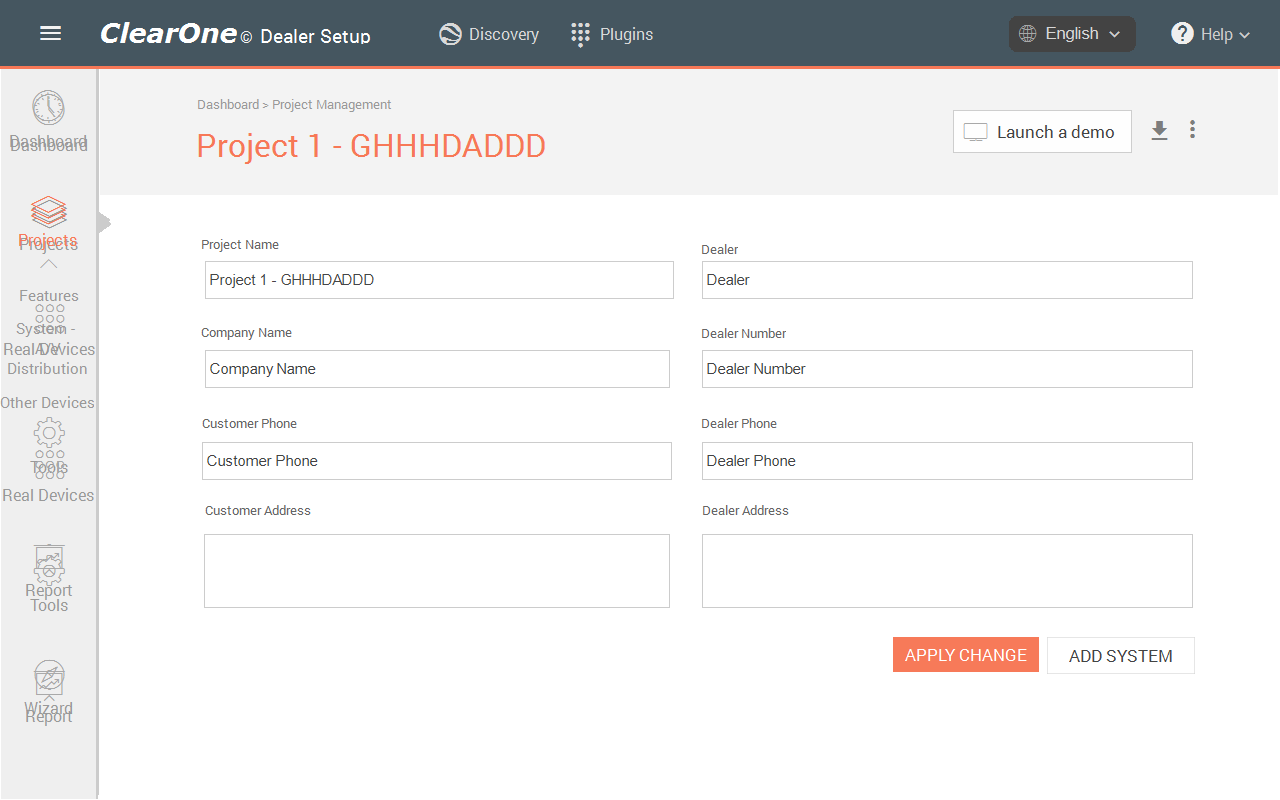 ClearOne© Dealer Setup
Discovery
Plugins
English
? Help
Dashboard > Project Management
Project 1 - GHHHDADDD
Launch a demo
Dashboard
Dashboard
Projects
Projects
Features
System -
A/V
Real Devices
Distribution
Other Devices
Tools
Real Devices
Report
Tools
Wizard
Report
Project Name
Project 1 - GHHHDADDD
Dealer
Dealer
Company Name
Company Name
Dealer Number
Dealer Number
Customer Phone
Customer Phone
Dealer Phone
Dealer Phone
Customer Address
Dealer Address
APPLY CHANGE
ADD SYSTEM